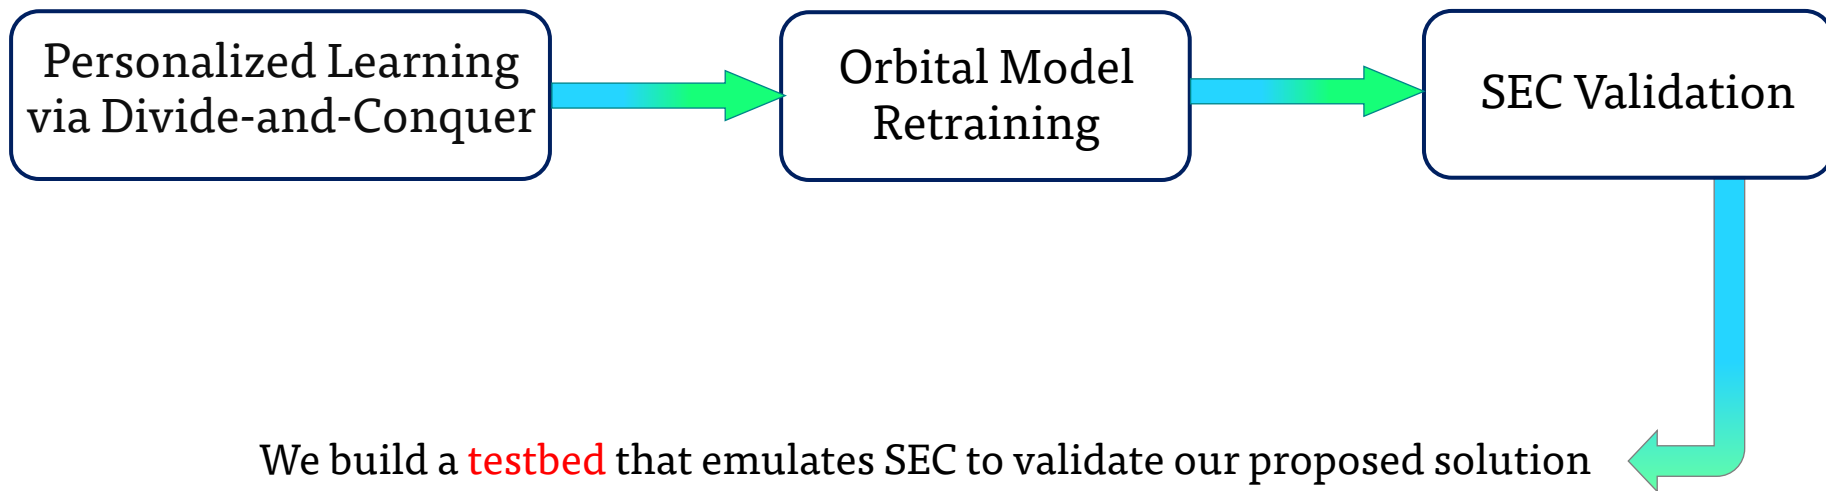 Personalized Learning
via Divide-and-Conquer
Orbital Model
Retraining
SEC Validation
We build a testbed that emulates SEC to validate our proposed solution